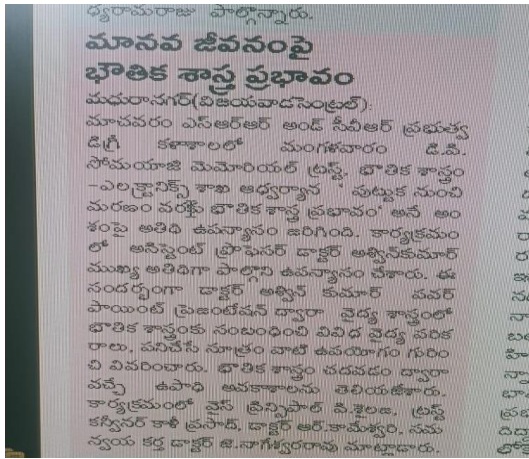 ధ్యరామరాజు పాల్గొన్నారు.
మానవ జీవనంపై
భౌతిక శాస్త్ర ప్రభావం
మధురానగర్(విజయవాడసెంట్రల్):
మాచవరం ఎస్ఆర్ఆర్ అండ్ సీవీఆర్ ప్రభుత్వ
డిగ్రీ కళాశాలలో మంగళవారం డి.వి.
సోమయాజి మెమోరియల్ ట్రస్ట్, భౌతిక శాస్త్రం
-ఎలక్ట్రానిక్స్ శాఖ ఆధ్వర్యాన ' పుట్టుక నుంచి
మరణం వరకు భౌతిక శాస్త్ర ప్రభావం' అనే అం
శంపై అతిథి ఉపన్యాసం జరిగింది. కార్యక్రమం
లో అసిస్టెంట్ ప్రొఫెసర్ డాక్టర్ అశ్విన్‌కుమార్
ముఖ్య అతిథిగా పాల్గొని ఉపన్యాసం చేశారు. ఈ
సందర్భంగా డాక్టర్ అశ్విన్ కుమార్ పవర్
పాయింట్ ప్రెజంటేషన్ ద్వారా వైద్య శాస్త్రంలో
భౌతిక శాస్త్రంకు సంబంధించి వివిధ వైద్య పరిక
రాలు, పనిచేసే సూత్రం వాటి ఉపయోగం గురిం
చి వివరించారు. భౌతిక శాస్త్రం చదవడం ద్వారా
వచ్చే ఉపాధి అవకాశాలను తెలియజేశారు.
కార్యక్రమంలో వైస్ ప్రిన్సిపాల్ వి.శైలజ, ట్రస్ట్
కన్వీనర్ కాళీ ప్రసాద్, డాక్టర్ ఆర్.కామేశ్వరి, సమ
న్వయ కర్త డాక్టర్ జె.నాగేశ్వరరావు మాట్లాడారు.